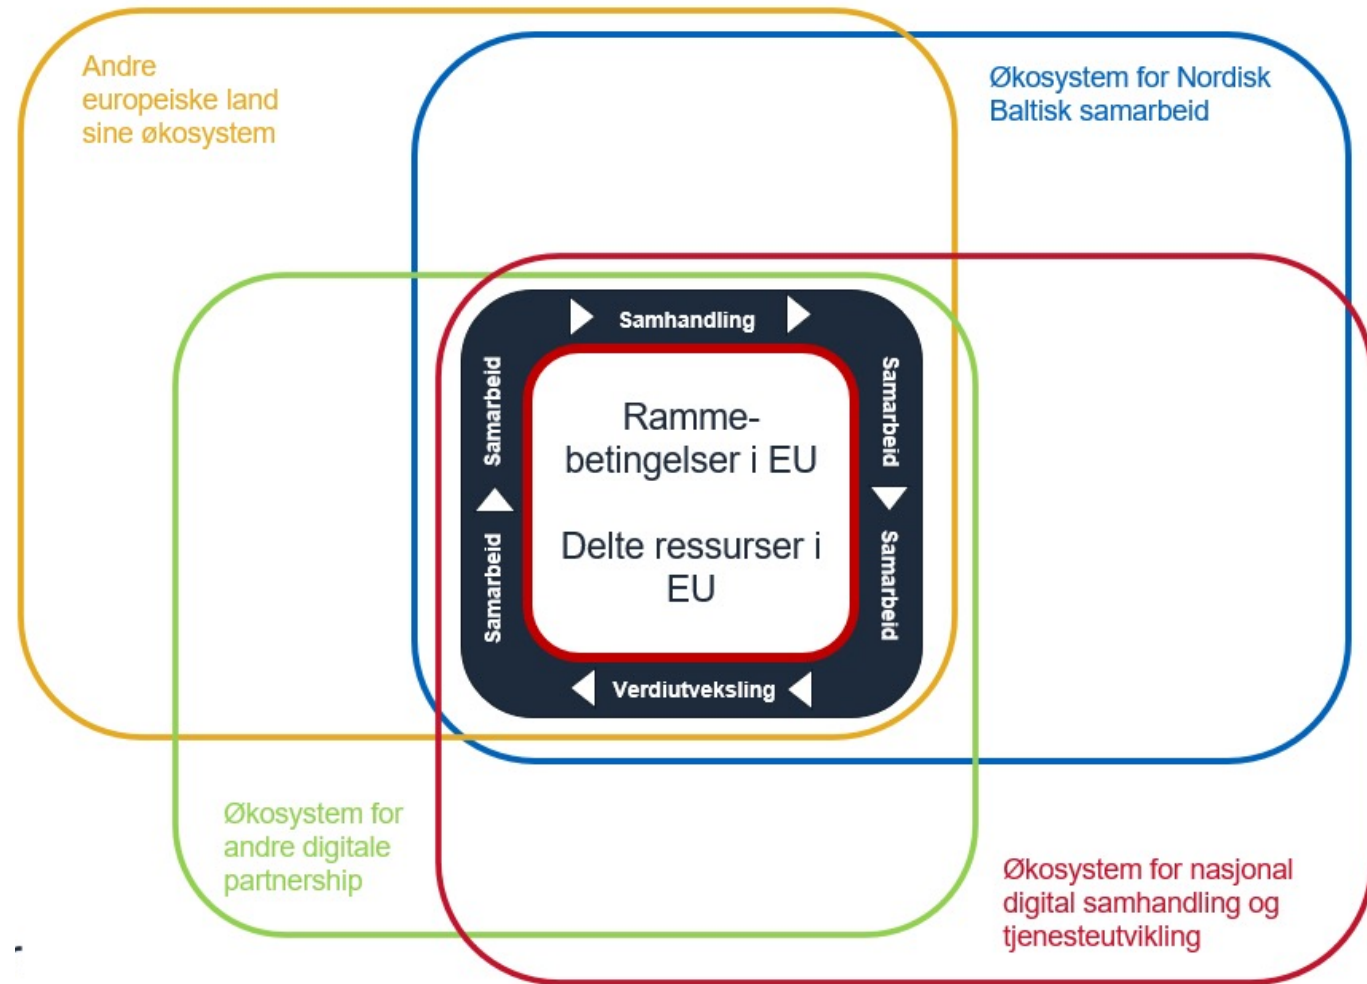 Andre
europeiske land
sine økosystem
Økosystem for Nordisk
Baltisk samarbeid
Samhandling
Samarbeid
Samarbeid
Samarbeid
Samarbeid
Ramme-
betingelser i EU
Delte ressurser i
EU
Verdiutveksling
Økosystem for
andre digitale
partnership
Økosystem for nasjonal
digital samhandling og
tjenesteutvikling